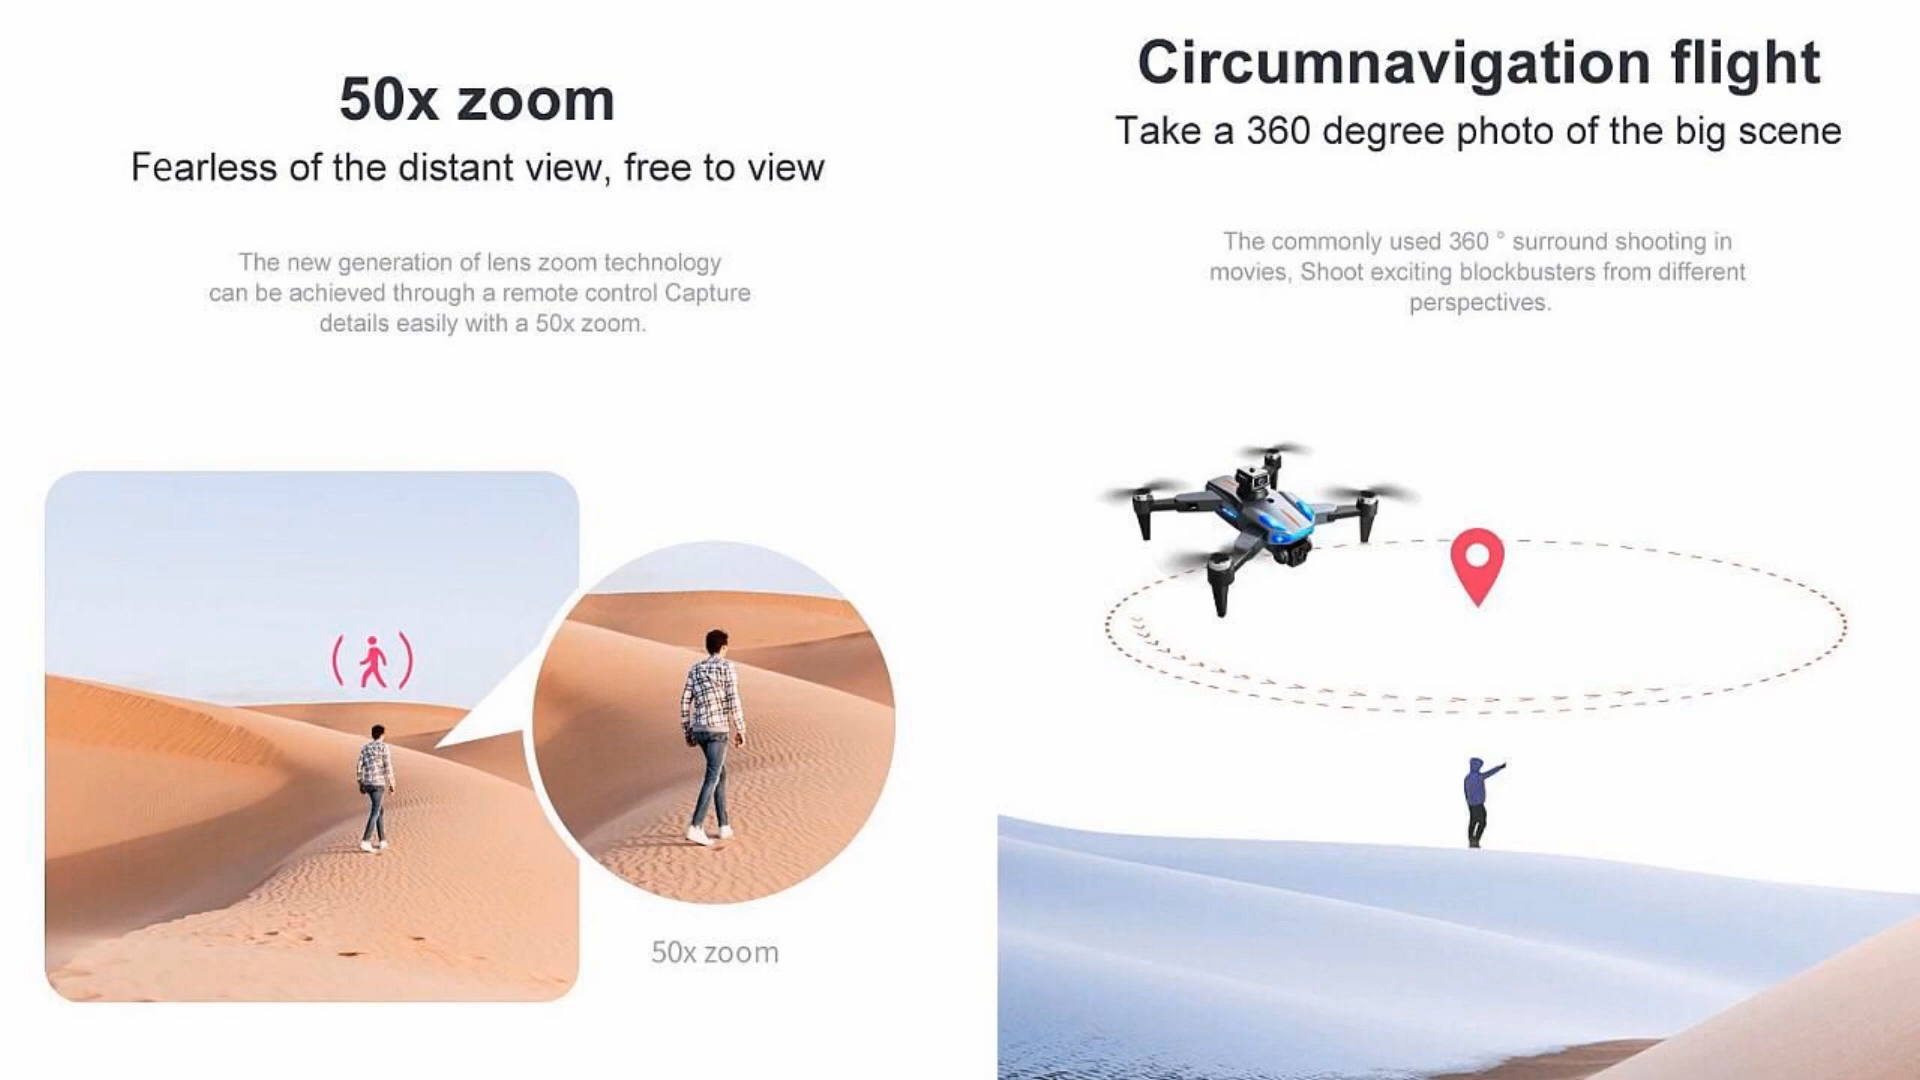 50x zoom
Fearless of the distant view, free to view
The new generation of lens zoom technology
can be achieved through a remote control Capture
details easily with a 50x zoom.
50x zoom
Circumnavigation flight
Take a 360 degree photo of the big scene
The commonly used 360 ° surround shooting in
movies, Shoot exciting blockbusters from different
perspectives.